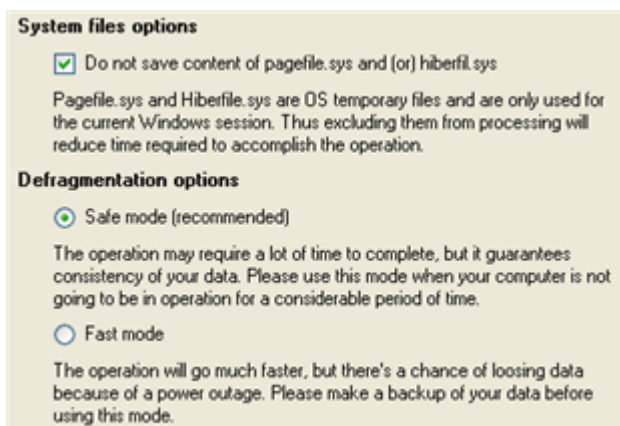 System files options
Do not save content of pagefile.sys and (or) hiberfil.sys
Pagefile.sys and Hiberfile.sys are OS temporary files and are only used for
the current Windows session. Thus excluding them from processing will
reduce time required to accomplish the operation.
Defragmentation options
Safe mode (recommended)
The operation may require a lot of time to complete, but it guarantees
consistency of your data. Please use this mode when your computer is not
going to be in operation for a considerable period of time.
Fast mode
The operation will go much faster, but there's a chance of loosing data
because of a power outage. Please make a backup of your data before
using this mode.